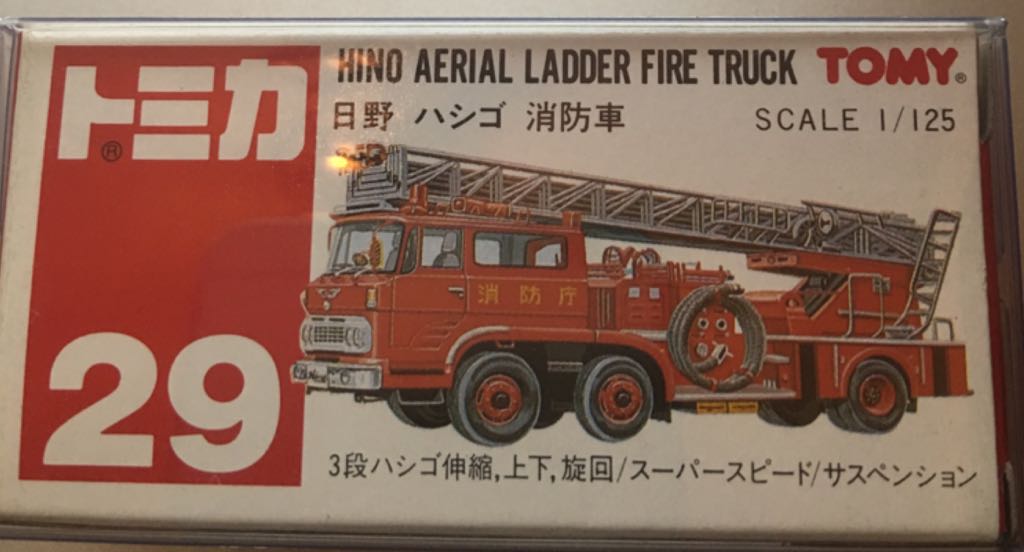 トミカ®
29
HINO AERIAL LADDER FIRE TRUCK TOMY®
日野 ハシゴ 消防車 SCALE 1/125
消防庁
3段ハシゴ伸縮,上下,旋回/スーパースピード/サスペンション